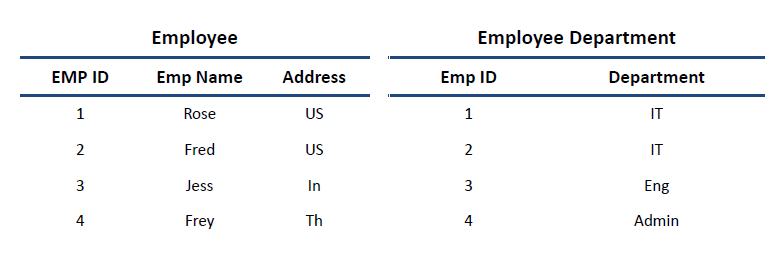 Employee
EMP ID Emp Name Address
1 Rose US
2 Fred US
3 Jess In
4 Frey Th
Employee Department
Emp ID Department
1 IT
2 IT
3 Eng
4 Admin